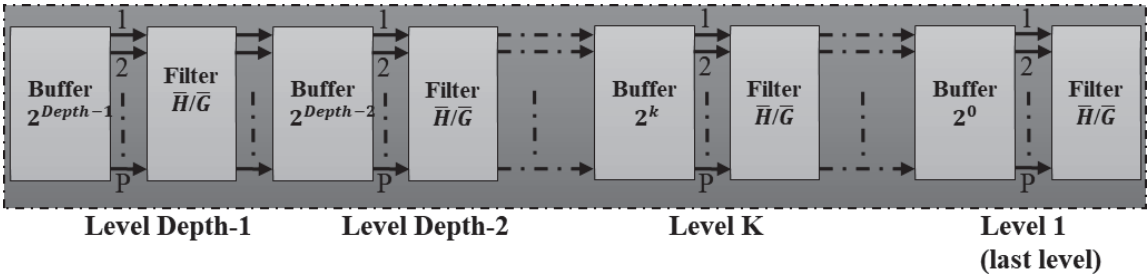 1
2
P
Buffer
2^{Depth-1}
Filter
H̅/G̅
Buffer
2^{Depth-2}
1
2
P
Filter
H̅/G̅
Buffer
2^k
1
2
P
Filter
H̅/G̅
Buffer
2^0
1
2
P
Filter
H̅/G̅
Level Depth-1
Level Depth-2
Level K
Level 1
(last level)